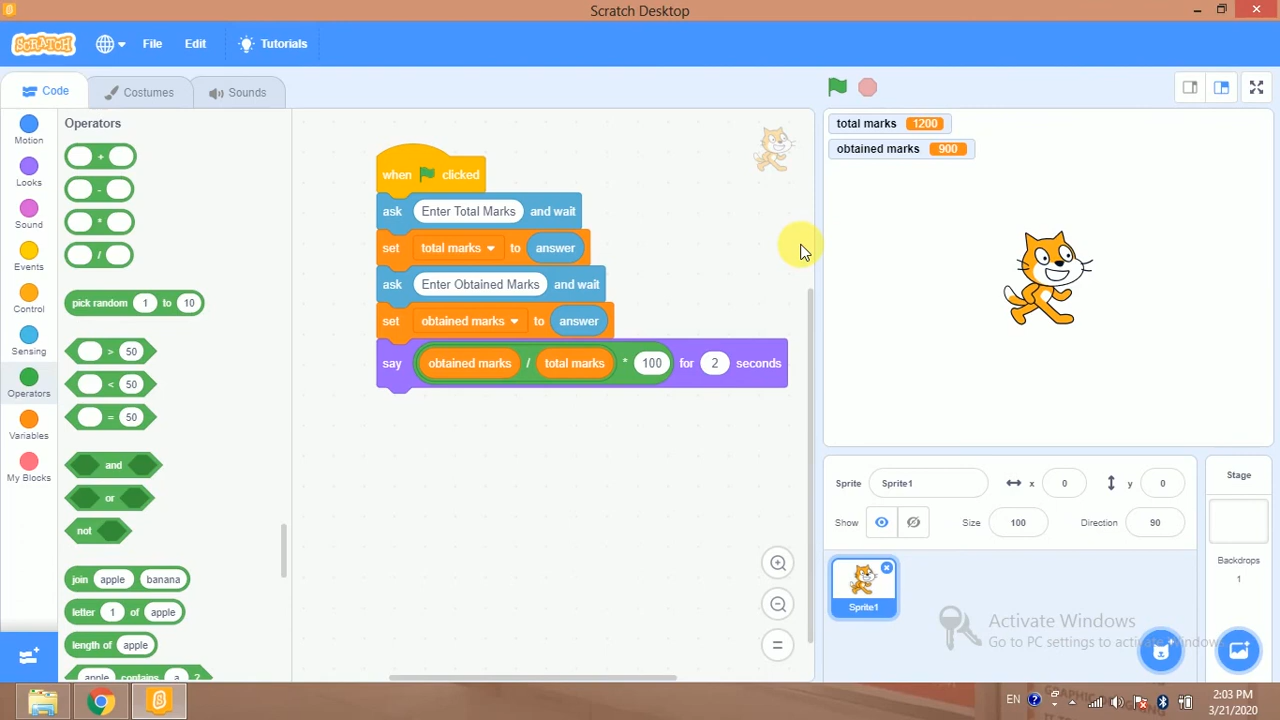 Scratch Desktop
SCRATCH File Edit Tutorials
Code Costumes Sounds
Motion
Looks
Sound
Events
Control
Sensing
Operators
Variables
My Blocks
Operators
+
-
*
/
pick random 1 to 10
> 50
< 50
= 50
and
or
not
join apple banana
letter 1 of apple
length of apple
apple contains a ?
when clicked
ask Enter Total Marks and wait
set total marks to answer
ask Enter Obtained Marks and wait
set obtained marks to answer
say obtained marks / total marks * 100 for 2 seconds
total marks 1200
obtained marks 900
Sprite Sprite1 x 0 y 0
Show Size 100 Direction 90
Sprite1
Stage
Backdrops
1
Activate Windows
Go to PC settings to activate Windows.
EN
2:03 PM
3/21/2020